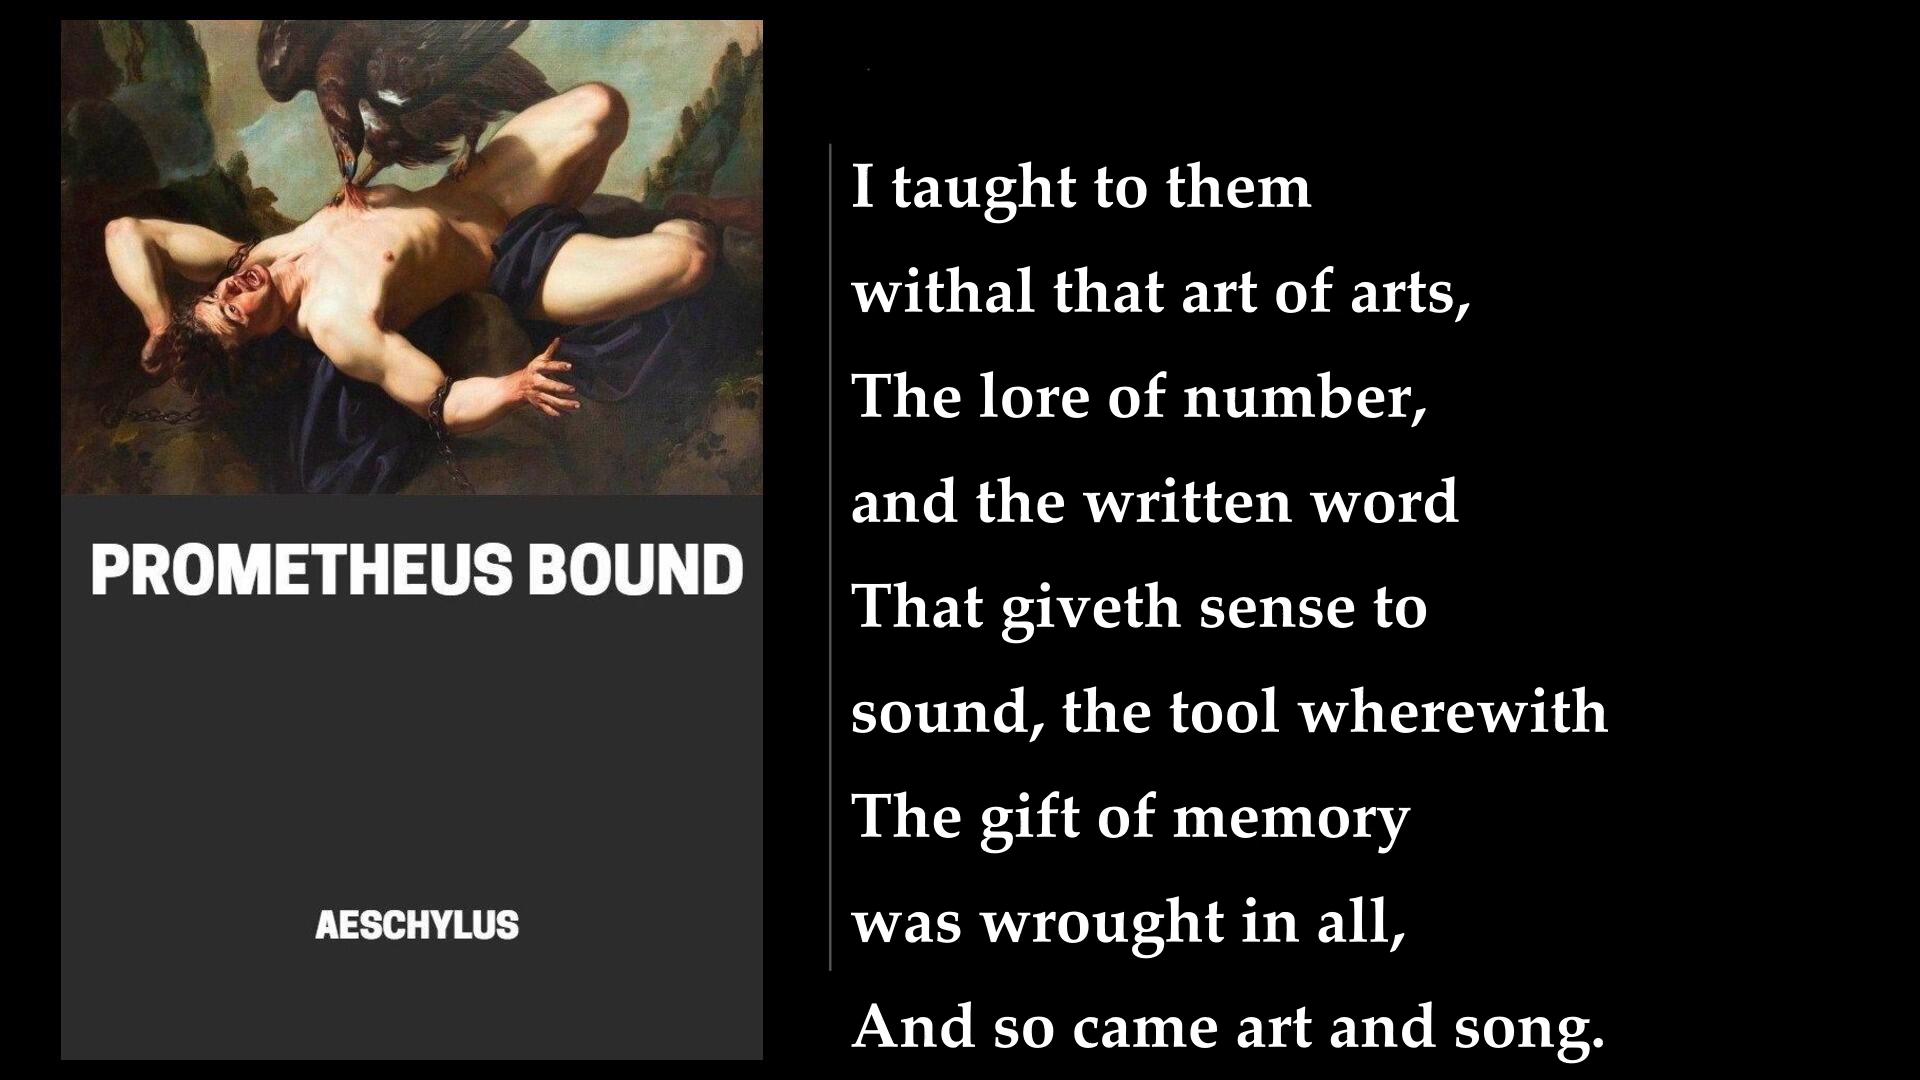 PROMETHEUS BOUND
AESCHYLUS
I taught to them
withal that art of arts,
The lore of number,
and the written word
That giveth sense to
sound, the tool wherewith
The gift of memory
was wrought in all,
And so came art and song.